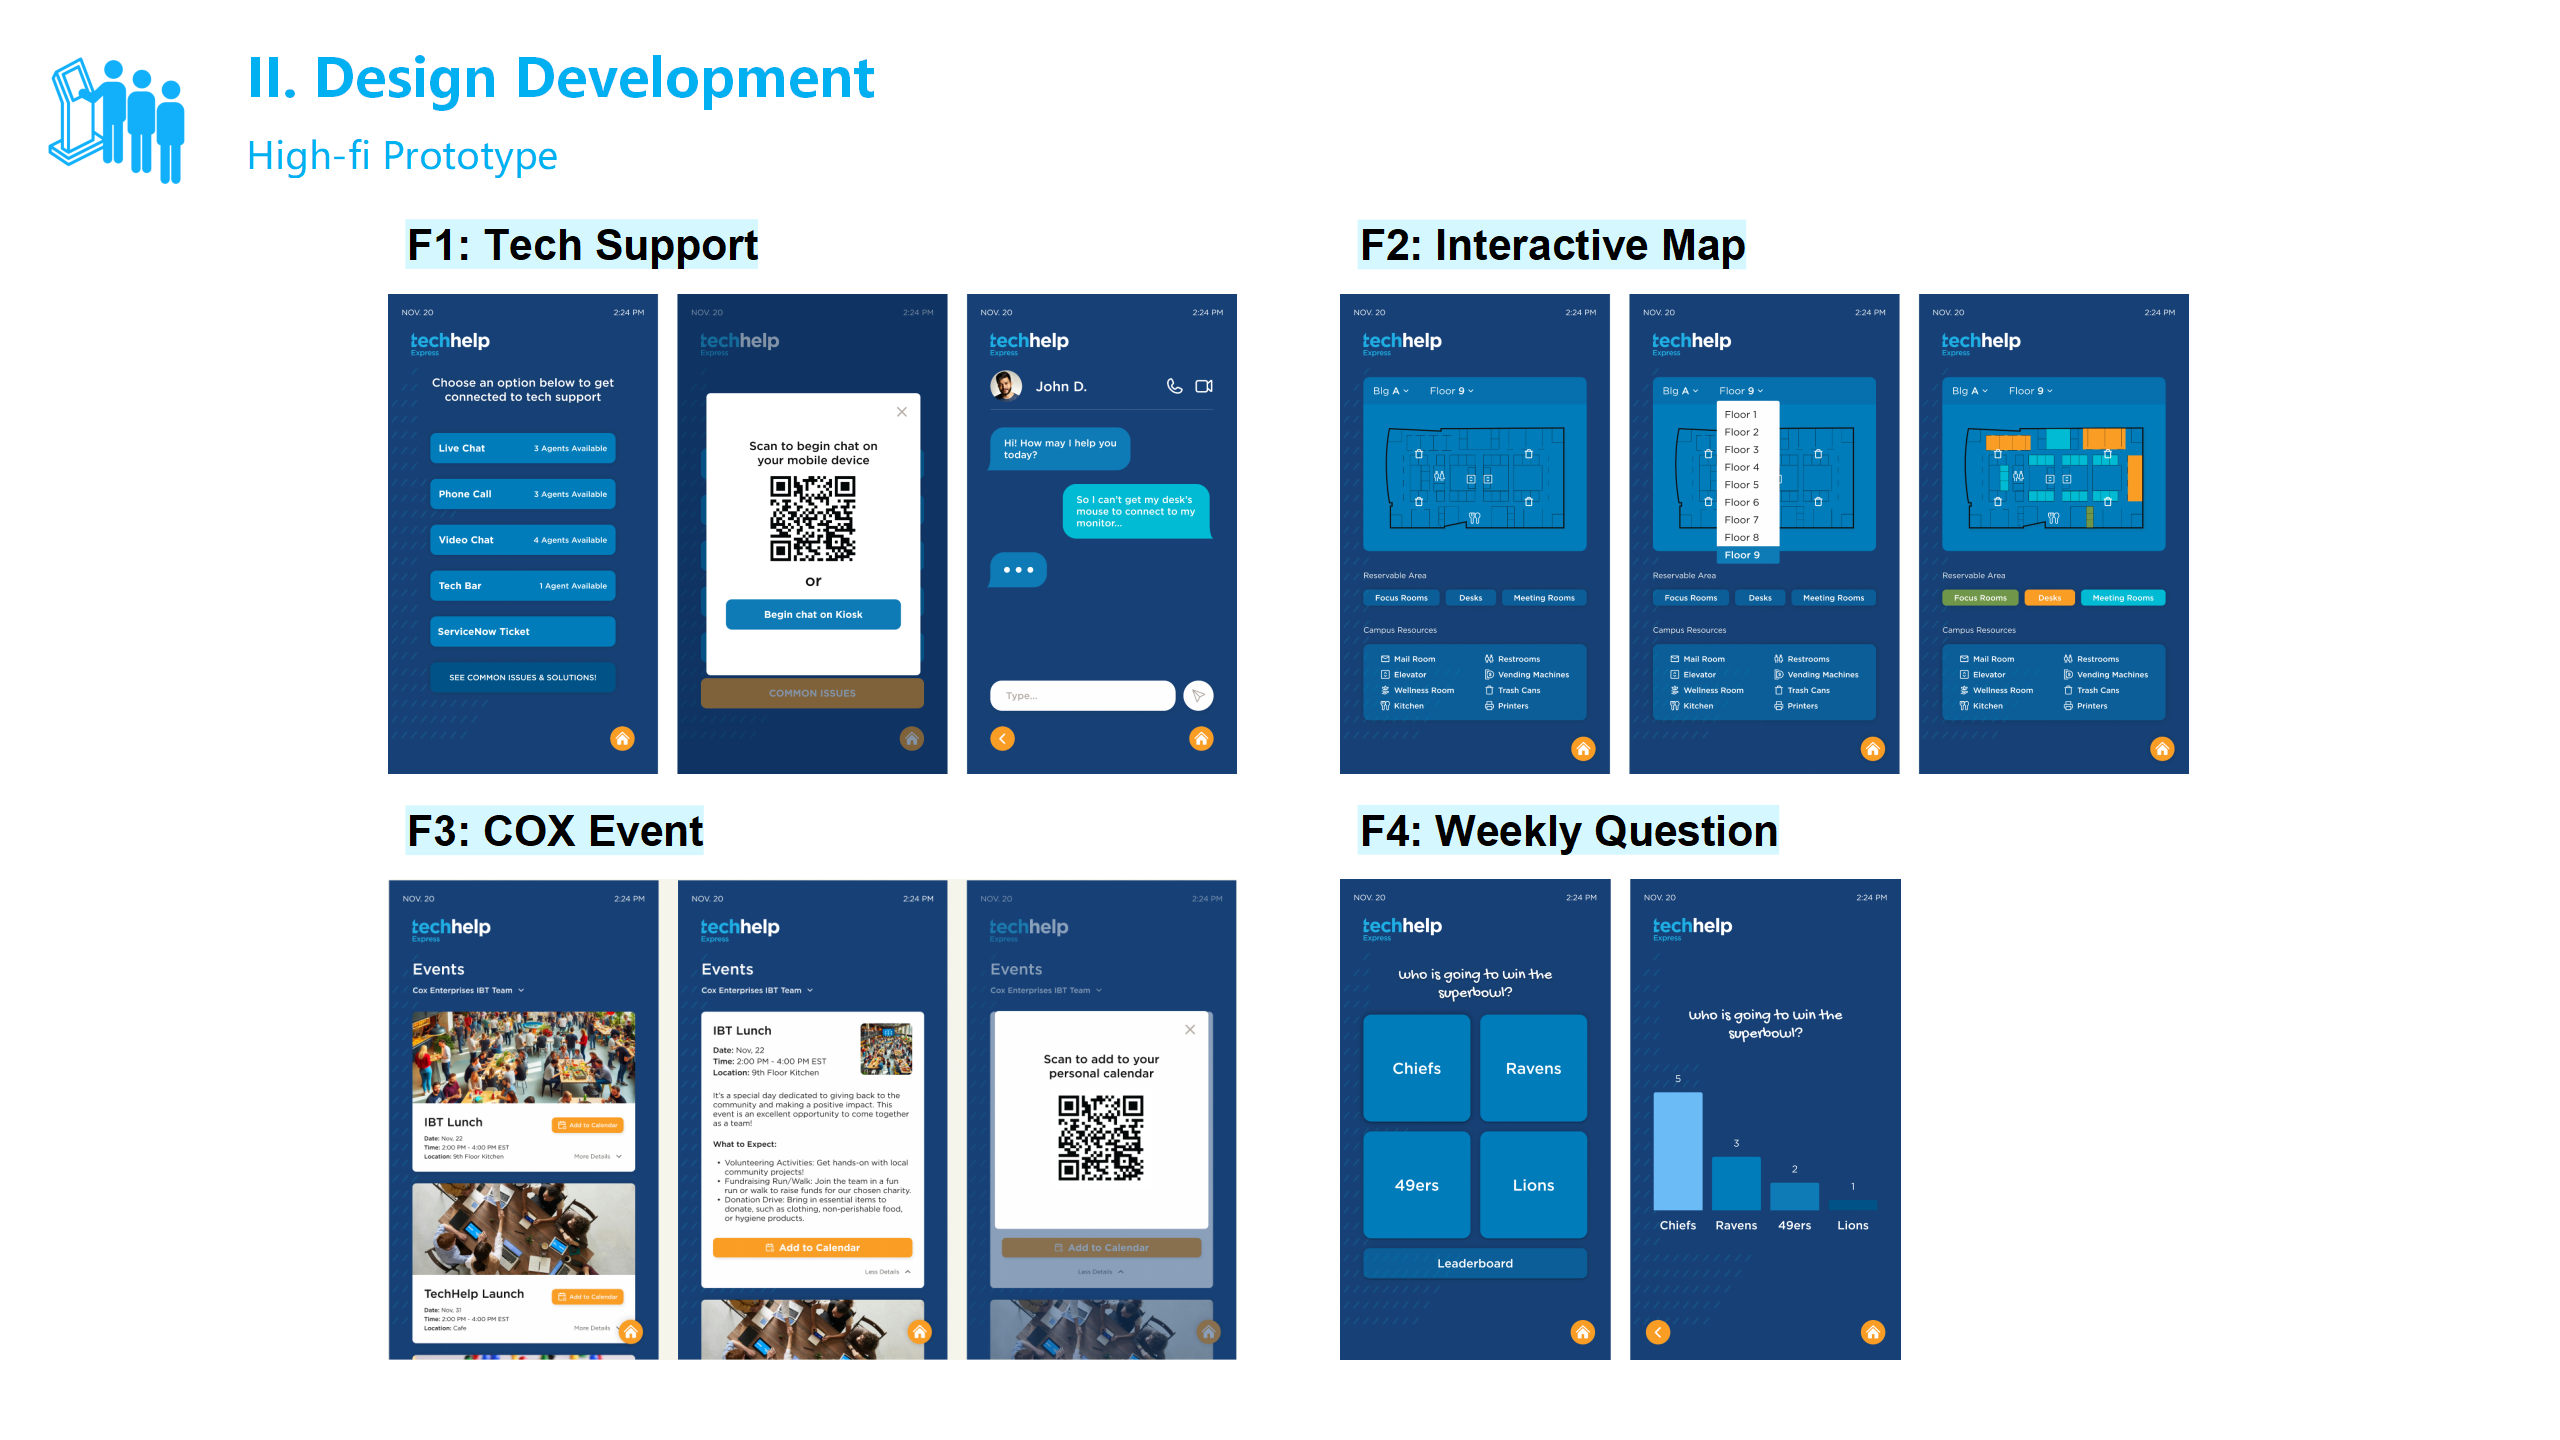 II. Design Development
High-fi Prototype
F1: Tech Support
NOV. 20 2:24 PM
techhelp
Express
Choose an option below to get
connected to tech support
Live Chat 3 Agents Available
Phone Call 3 Agents Available
Video Chat 4 Agents Available
Tech Bar 1 Agent Available
ServiceNow Ticket
SEE COMMON ISSUES & SOLUTIONS!
NOV. 20 2:24 PM
techhelp
Express
Scan to begin chat on
your mobile device
or
Begin chat on Kiosk
COMMON ISSUES
NOV. 20 2:24 PM
techhelp
Express
John D.
Hi! How may I help you
today?
So I can't get my desk's
mouse to connect to my
monitor...
Type...
F2: Interactive Map
NOV. 20 2:24 PM
techhelp
Express
Blg A Floor 9
Reservable Area
Focus Rooms Desks Meeting Rooms
Campus Resources
Mail Room Restrooms
Elevator Vending Machines
Wellness Room Trash Cans
Kitchen Printers
NOV. 20 2:24 PM
techhelp
Express
Blg A Floor 9
Floor 1
Floor 2
Floor 3
Floor 4
Floor 5
Floor 6
Floor 7
Floor 8
Floor 9
Reservable Area
Focus Rooms Desks Meeting Rooms
Campus Resources
Mail Room Restrooms
Elevator Vending Machines
Wellness Room Trash Cans
Kitchen Printers
NOV. 20 2:24 PM
techhelp
Express
Blg A Floor 9
Reservable Area
Focus Rooms Desks Meeting Rooms
Campus Resources
Mail Room Restrooms
Elevator Vending Machines
Wellness Room Trash Cans
Kitchen Printers
F3: COX Event
NOV. 20 2:24 PM
techhelp
Express
Events
Cox Enterprises IBT Team
IBT Lunch
Add to Calendar
Date: Nov, 22
Time: 2:00 PM - 4:00 PM EST
Location: 9th Floor Kitchen
More Details
TechHelp Launch
Add to Calendar
Date: Nov, 31
Time: 2:00 PM - 4:00 PM EST
Location: Cafe
More Details
NOV. 20 2:24 PM
techhelp
Express
Events
Cox Enterprises IBT Team
IBT Lunch
Date: Nov, 22
Time: 2:00 PM - 4:00 PM EST
Location: 9th Floor Kitchen
It's a special day dedicated to giving back to the
community and making a positive impact. This
event is an excellent opportunity to come together
as a team!
What to Expect:
• Volunteering Activities: Get hands-on with local
community projects!
• Fundraising Run/Walk: Join the team in a fun
run or walk to raise funds for our chosen charity.
• Donation Drive: Bring in essential items to
donate, such as clothing, non-perishable food,
or hygiene products.
Add to Calendar
Less Details
NOV. 20 2:24 PM
techhelp
Express
Events
Cox Enterprises IBT Team
Scan to add to your
personal calendar
Add to Calendar
Less Details
F4: Weekly Question
NOV. 20 2:24 PM
techhelp
Express
Who is going to win the
superbowl?
Chiefs Ravens
49ers Lions
Leaderboard
NOV. 20 2:24 PM
techhelp
Express
Who is going to win the
superbowl?
5
3
2
1
Chiefs Ravens 49ers Lions